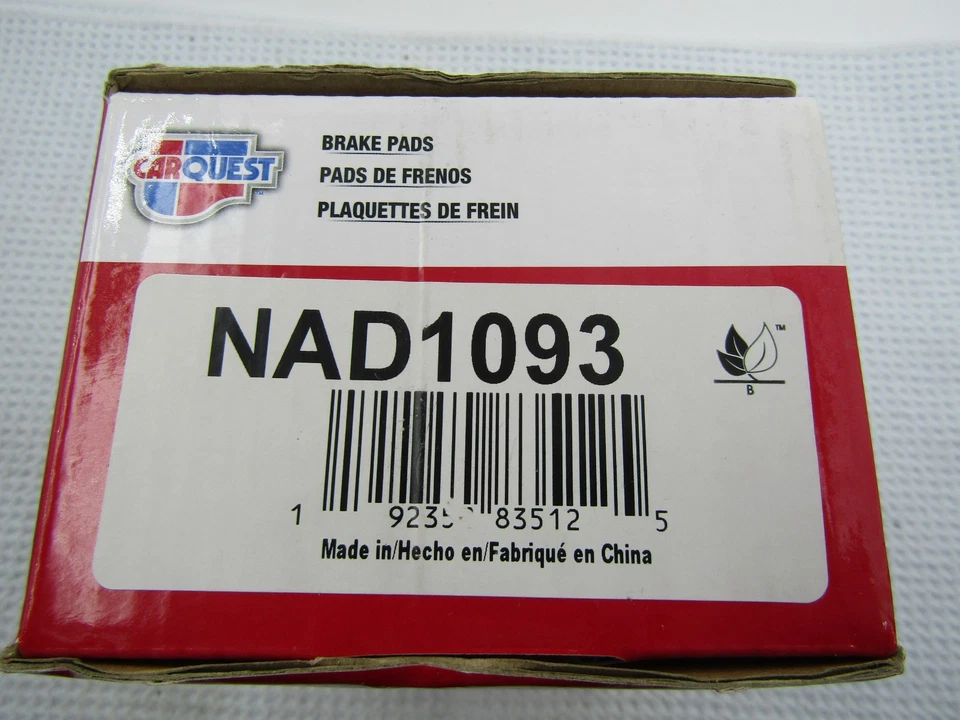 CARQUEST
BRAKE PADS
PADS DE FRENOS
PLAQUETTES DE FREIN
NAD1093
™
B
1 83512 5
Made in/Hecho en/Fabriqué en China